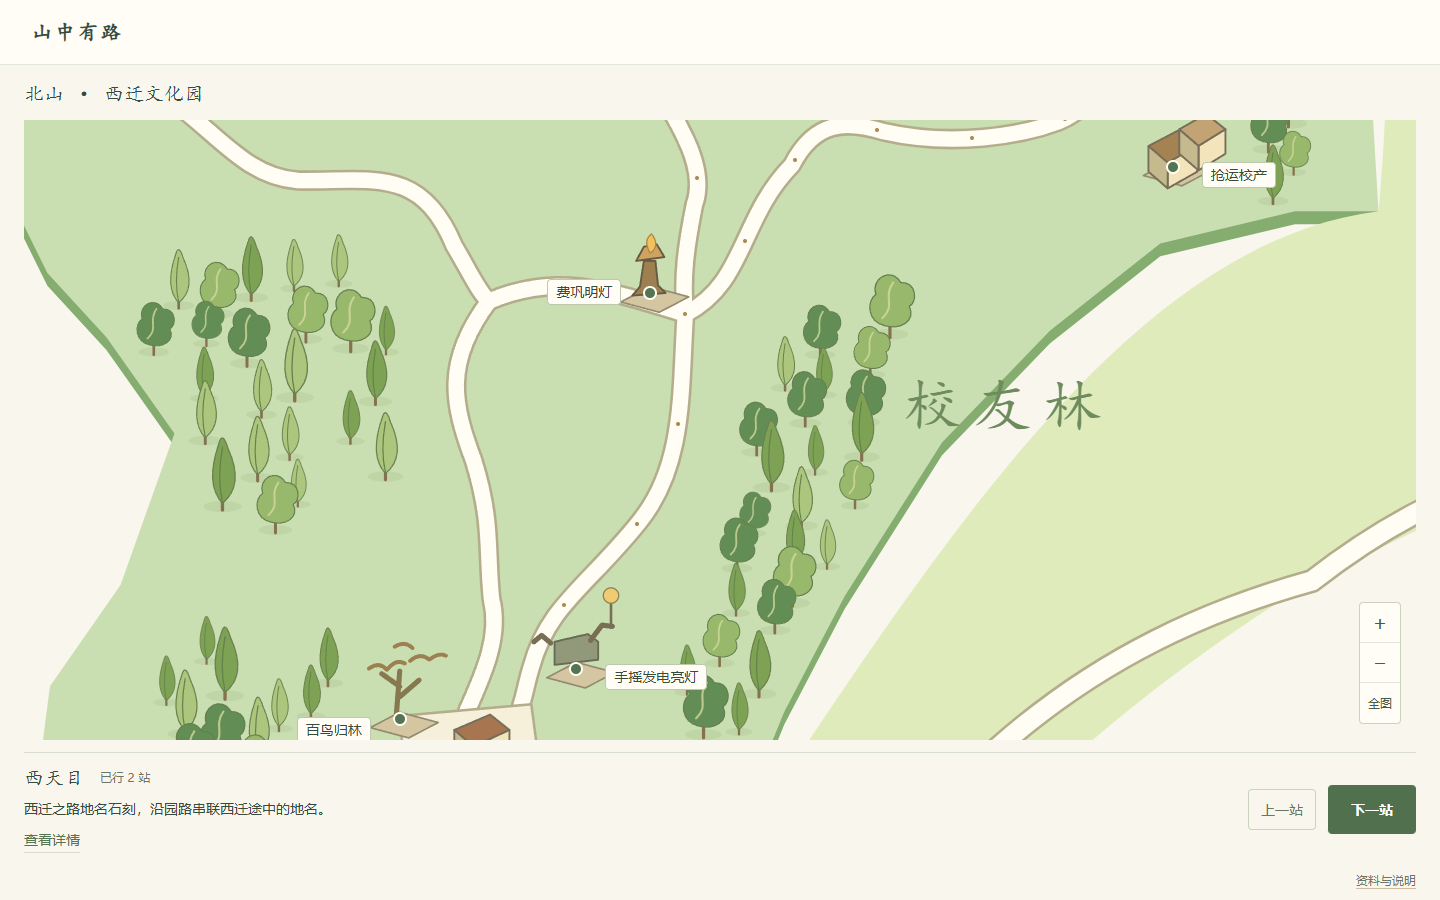 山中有路
北山 • 西迁文化园
抢运校产
费巩明灯
校友林
手摇发电亮灯
百鸟归林
+
−
全图
西天目 已行 2 站
西迁之路地名石刻，沿园路串联西迁途中的地名。
查看详情
上一站
下一站
资料与说明